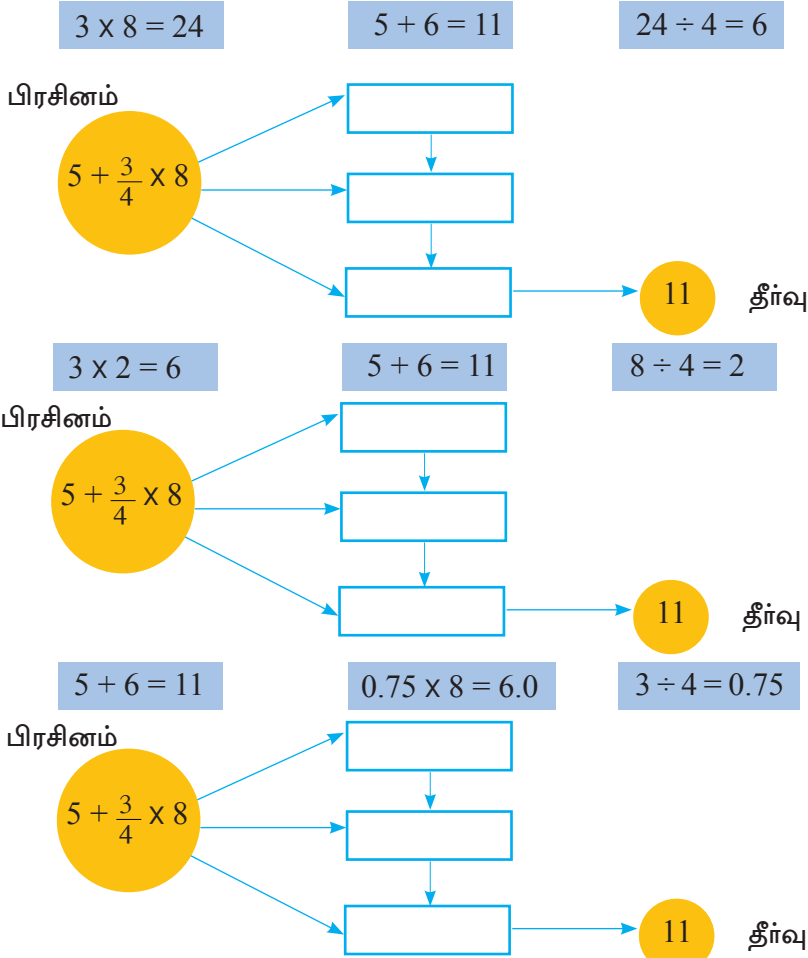 3 x 8 = 24 5 + 6 = 11 24 ÷ 4 = 6
பிரசினம்
5 + 3/4 x 8
11 தீர்வு
3 x 2 = 6 5 + 6 = 11 8 ÷ 4 = 2
பிரசினம்
5 + 3/4 x 8
11 தீர்வு
5 + 6 = 11 0.75 x 8 = 6.0 3 ÷ 4 = 0.75
பிரசினம்
5 + 3/4 x 8
11 தீர்வு